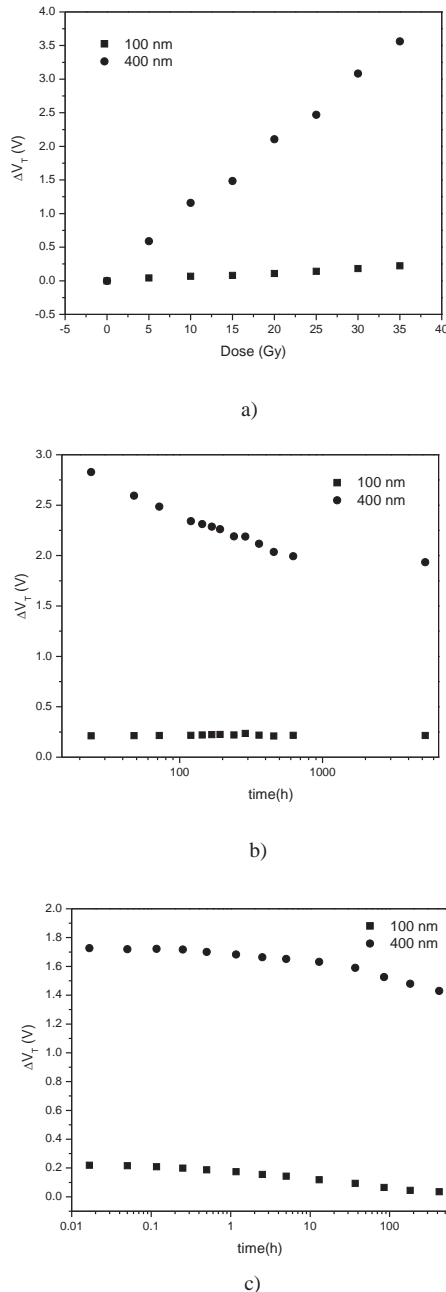 4.0
3.5
3.0
2.5
2.0
1.5
1.0
0.5
0.0
-0.5
ΔV_T (V)
100 nm
400 nm
-5 0 5 10 15 20 25 30 35 40
Dose (Gy)
a)
3.0
2.5
2.0
1.5
1.0
0.5
0.0
ΔV_T (V)
100 nm
400 nm
100 1000
time(h)
b)
2.0
1.8
1.6
1.4
1.2
1.0
0.8
0.6
0.4
0.2
0.0
ΔV_T (V)
100 nm
400 nm
0.01 0.1 1 10 100
time(h)
c)